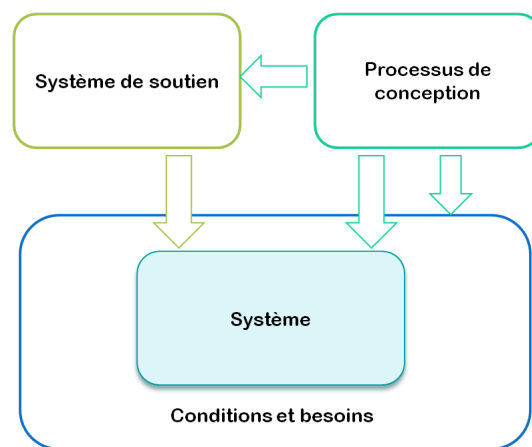 Système de soutien
Processus de
conception
Système
Conditions et besoins